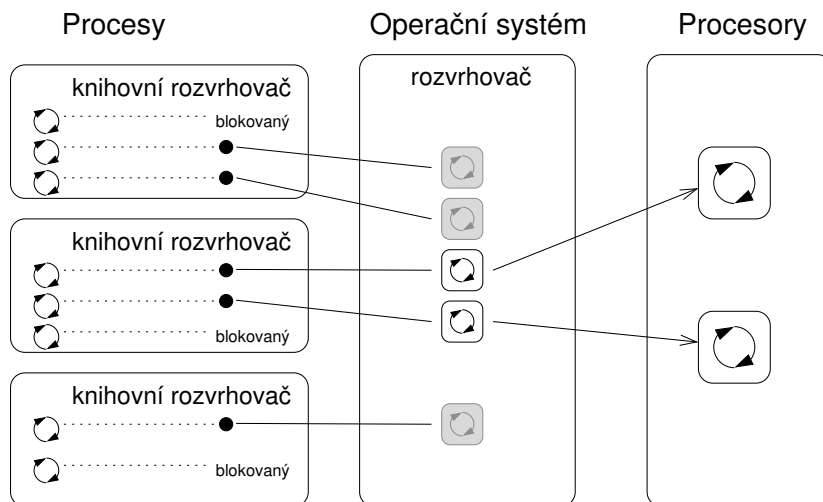 Procesy
Operační systém
Procesory
knihovní rozvrhovač
blokovaný
knihovní rozvrhovač
blokovaný
knihovní rozvrhovač
blokovaný
rozvrhovač